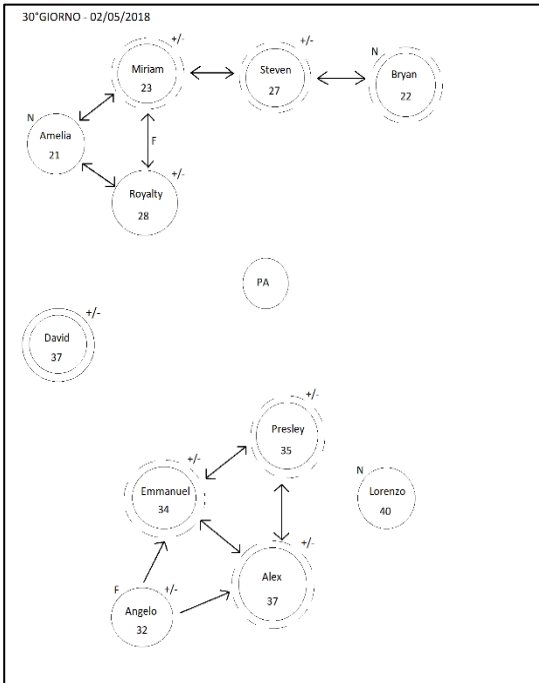 30°GIORNO - 02/05/2018
+/-
Miriam
23
+/-
Steven
27
N
Bryan
22
N
Amelia
21
F
+/-
Royalty
28
PA
+/-
David
37
+/-
Presley
35
+/-
Emmanuel
34
N
Lorenzo
40
+/-
Alex
37
F
+/-
Angelo
32